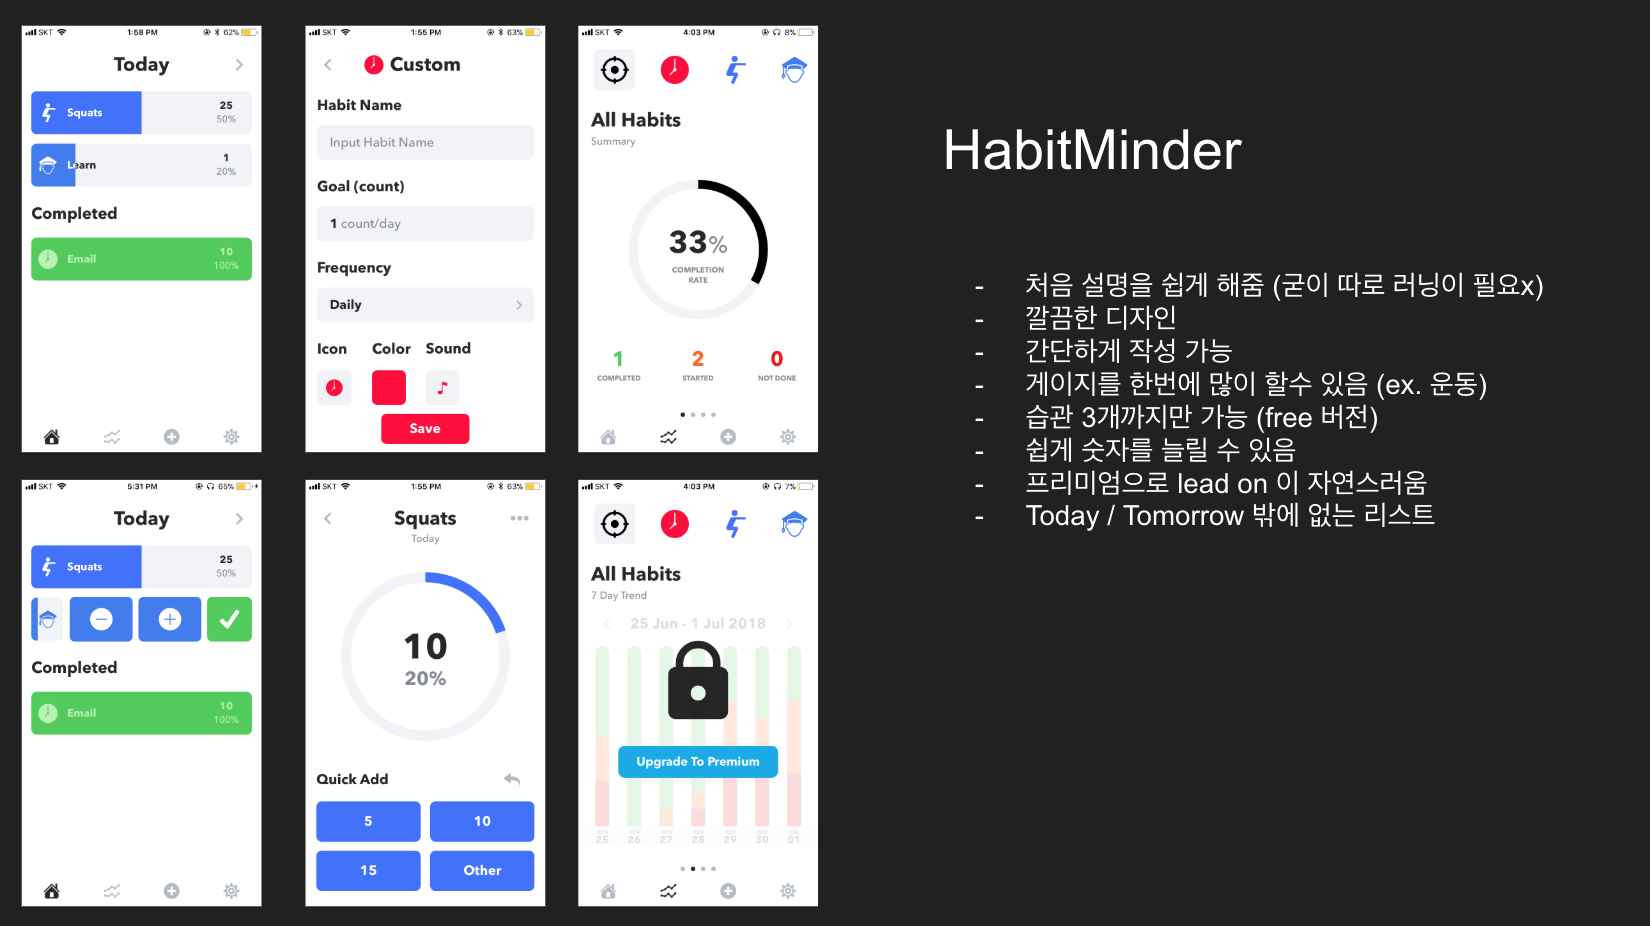 SKT 1:58 PM 62%
Today
Squats 25
50%
Learn 1
20%
Completed
Email 10
100%
SKT 1:55 PM 63%
Custom
Habit Name
Input Habit Name
Goal (count)
1 count/day
Frequency
Daily
Icon Color Sound
Save
SKT 4:03 PM 8%
All Habits
Summary
33%
COMPLETION
RATE
1 2 0
COMPLETED STARTED NOT DONE
SKT 5:31 PM 65%
Today
Squats 25
50%
Completed
Email 10
100%
SKT 1:55 PM 63%
Squats
Today
10
20%
Quick Add
5 10
15 Other
SKT 4:03 PM 7%
All Habits
7 Day Trend
25 Jun - 1 Jul 2018
Upgrade To Premium
JUN JUN JUN JUN JUN JUN JUL
25 26 27 28 29 30 01
HabitMinder
- 처음 설명을 쉽게 해줌 (굳이 따로 러닝이 필요x)
- 깔끔한 디자인
- 간단하게 작성 가능
- 게이지를 한번에 많이 할수 있음 (ex. 운동)
- 습관 3개까지만 가능 (free 버전)
- 쉽게 숫자를 늘릴 수 있음
- 프리미엄으로 lead on 이 자연스러움
- Today / Tomorrow 밖에 없는 리스트